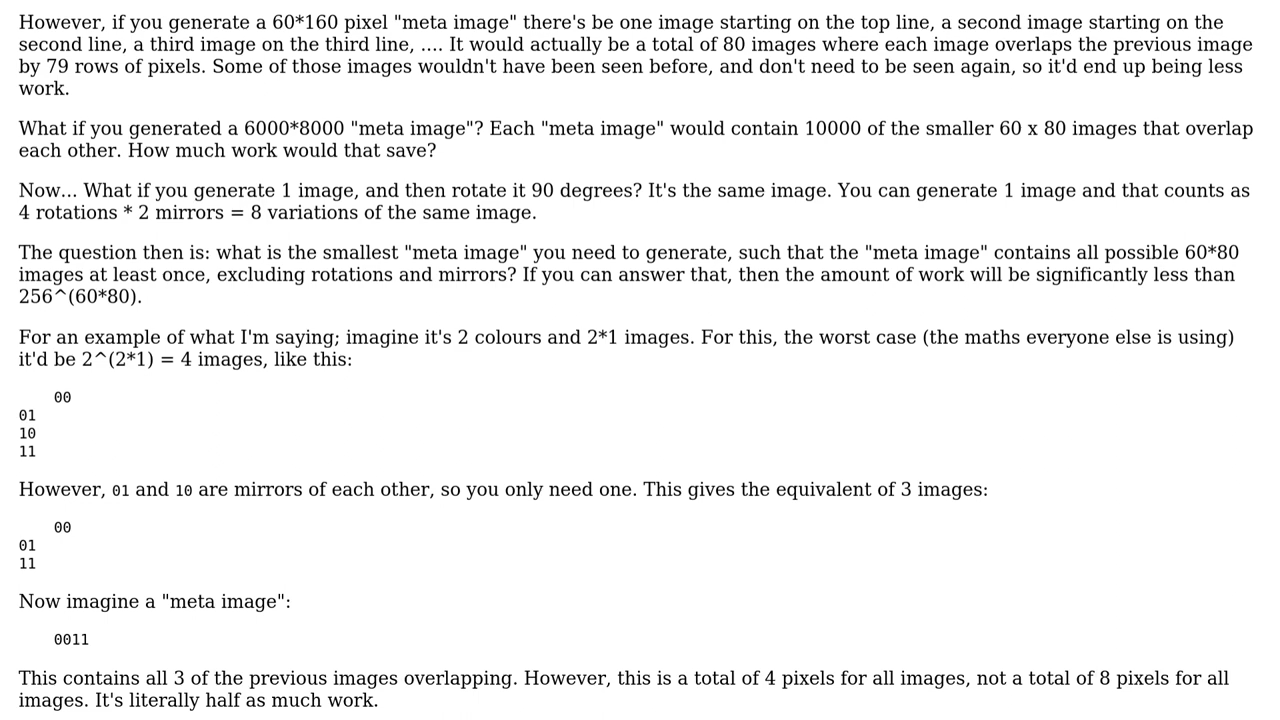 However, if you generate a 60*160 pixel "meta image" there's be one image starting on the top line, a second image starting on the
second line, a third image on the third line, .... It would actually be a total of 80 images where each image overlaps the previous image
by 79 rows of pixels. Some of those images wouldn't have been seen before, and don't need to be seen again, so it'd end up being less
work.
What if you generated a 6000*8000 "meta image"? Each "meta image" would contain 10000 of the smaller 60 x 80 images that overlap
each other. How much work would that save?
Now... What if you generate 1 image, and then rotate it 90 degrees? It's the same image. You can generate 1 image and that counts as
4 rotations * 2 mirrors = 8 variations of the same image.
The question then is: what is the smallest "meta image" you need to generate, such that the "meta image" contains all possible 60*80
images at least once, excluding rotations and mirrors? If you can answer that, then the amount of work will be significantly less than
256^(60*80).
For an example of what I'm saying; imagine it's 2 colours and 2*1 images. For this, the worst case (the maths everyone else is using)
it'd be 2^(2*1) = 4 images, like this:
00
01
10
11
However, 01 and 10 are mirrors of each other, so you only need one. This gives the equivalent of 3 images:
00
01
11
Now imagine a "meta image":
0011
This contains all 3 of the previous images overlapping. However, this is a total of 4 pixels for all images, not a total of 8 pixels for all
images. It's literally half as much work.